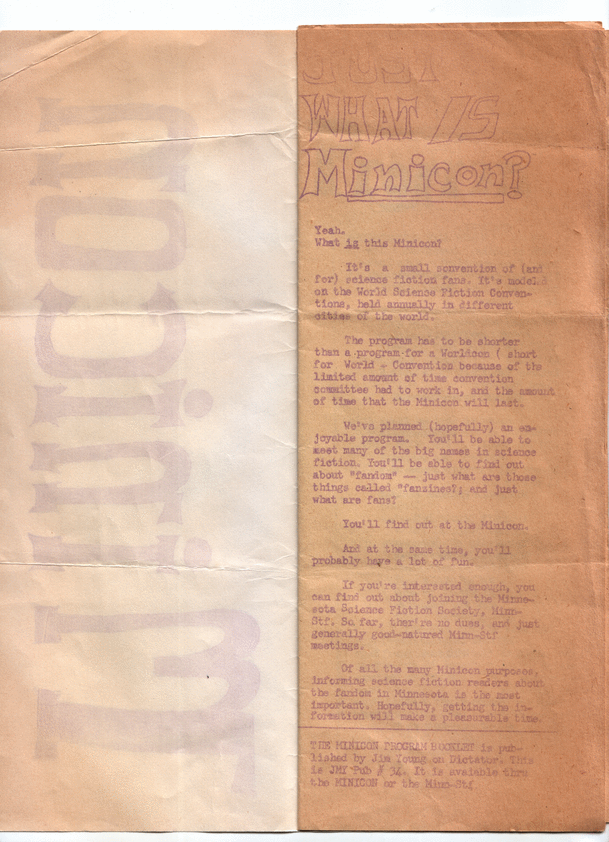 JUST
WHAT IS
Minicon?
Yeah.
What is this Minicon?
It's a small convention of (and
for) science fiction fans. It's modeled
on the World Science Fiction Conven-
tions, held annually in different
cities of the world.
The program has to be shorter
than a program for a Worldcon ( short
for World - Convention because of the
limited amount of time convention
committee had to work in, and the amount
of time that the Minicon will last.
We've planned (hopefully) an en-
joyable program. You'll be able to
meet many of the big names in science
fiction. You'll be able to find out
about "fandom" — just what are those
things called "fanzines?; and just
what are fans?
You'll find out at the Minicon.
And at the same time, you'll
probably have a lot of fun.
If you're interested enough, you
can find out about joining the Minne-
sota Science Fiction Society, Minn-
Stf. So far, ther're no dues, and just
generally good-natured Minn-Stf
meetings.
Of all the many Minicon purposes,
informing science fiction readers about
the fandom in Minnesota is the most
important. Hopefully, getting the in-
formation will make a pleasurable time.
THE MINICON PROGRAM BOOKLET is pub-
lished by Jim Young on Dictator. This
is JMY Pub # 34. It is available thru
the MINICON or the Minn-Stf
minicon 1